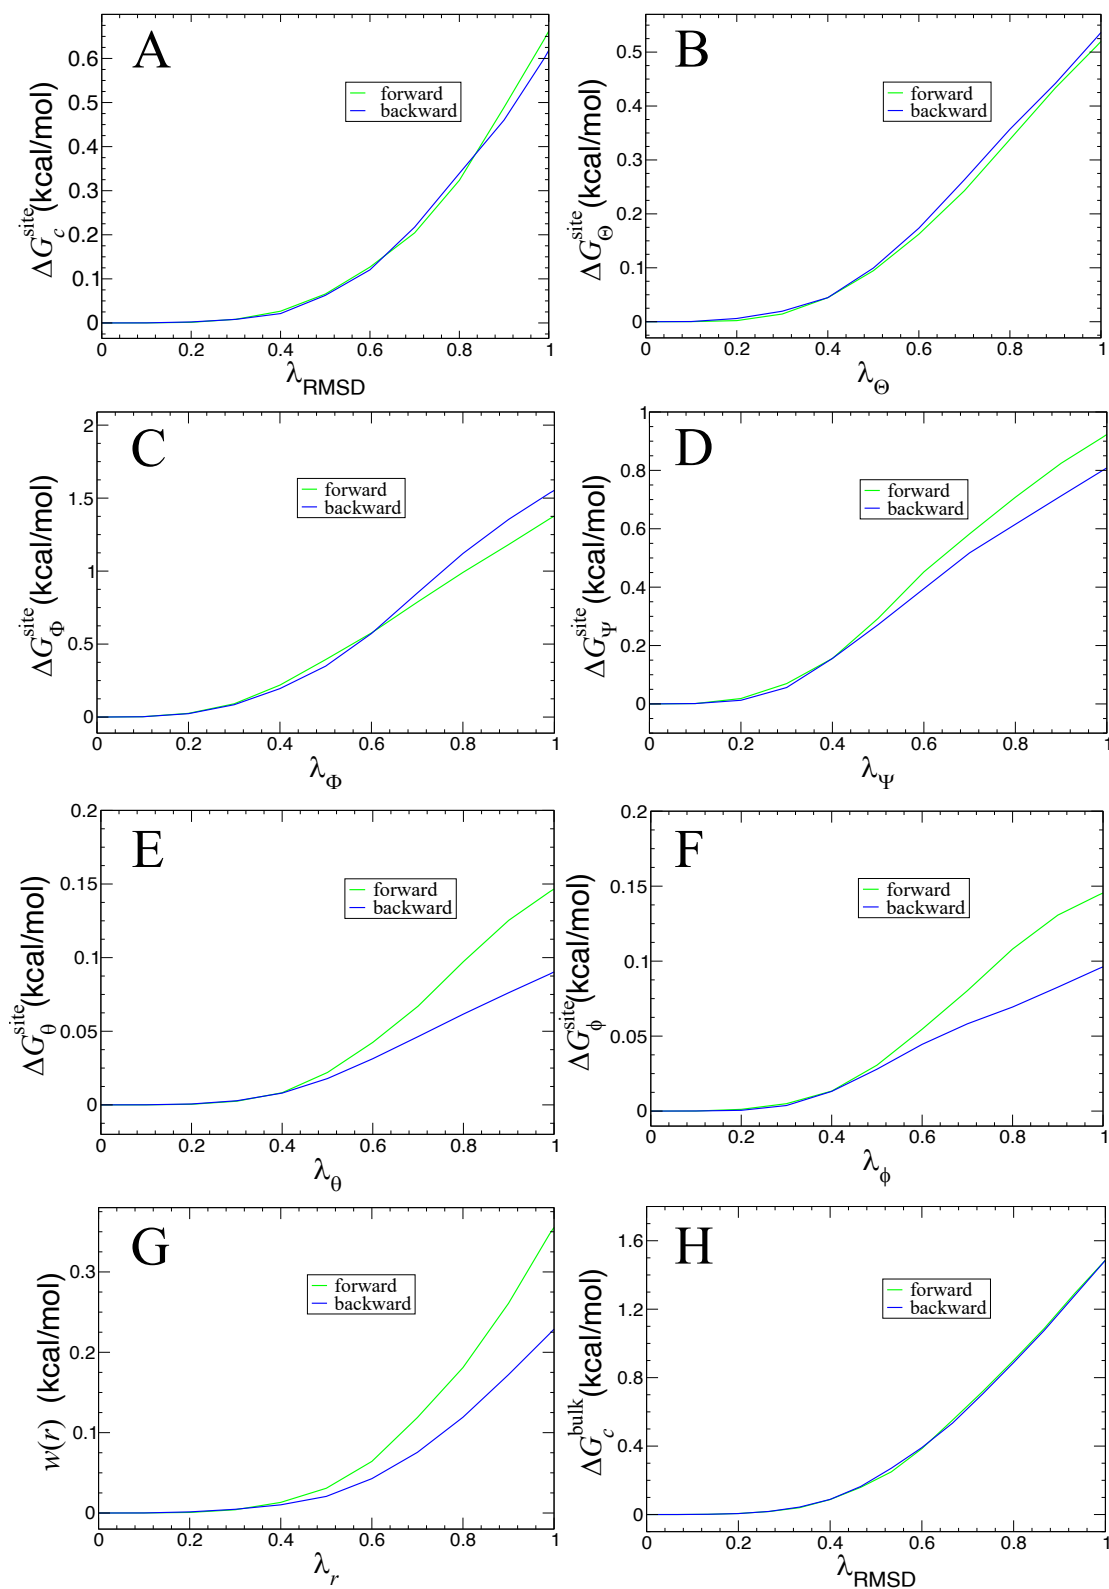 A
ΔG_c^site (kcal/mol)
0.6
0.5
0.4
0.3
0.2
0.1
0
forward
backward
0 0.2 0.4 0.6 0.8 1
λ_RMSD
B
ΔG_Θ^site (kcal/mol)
0.5
0.4
0.3
0.2
0.1
0
forward
backward
0 0.2 0.4 0.6 0.8 1
λ_Θ
C
ΔG_Φ^site (kcal/mol)
2
1.5
1
0.5
0
forward
backward
0 0.2 0.4 0.6 0.8 1
λ_Φ
D
ΔG_Ψ^site (kcal/mol)
1
0.8
0.6
0.4
0.2
0
forward
backward
0 0.2 0.4 0.6 0.8 1
λ_Ψ
E
ΔG_θ^site (kcal/mol)
0.2
0.15
0.1
0.05
0
forward
backward
0 0.2 0.4 0.6 0.8 1
λ_θ
F
ΔG_ϕ^site (kcal/mol)
0.2
0.15
0.1
0.05
0
forward
backward
0 0.2 0.4 0.6 0.8 1
λ_ϕ
G
w(r) (kcal/mol)
0.3
0.2
0.1
0
forward
backward
0 0.2 0.4 0.6 0.8 1
λ_r
H
ΔG_c^bulk (kcal/mol)
1.6
1.2
0.8
0.4
0
forward
backward
0 0.2 0.4 0.6 0.8 1
λ_RMSD